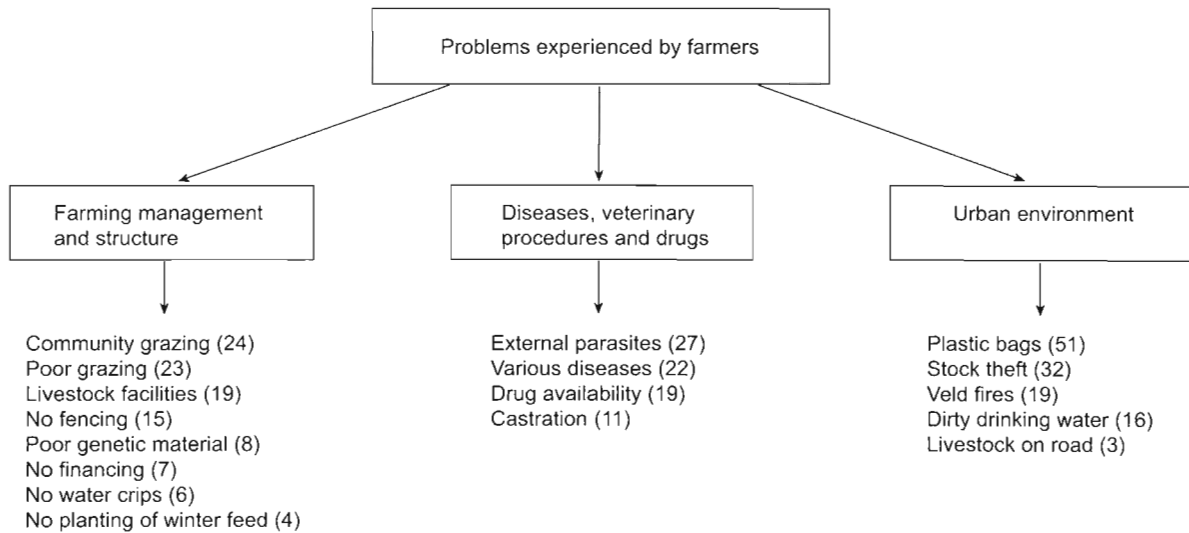 Problems experienced by farmers
Farming management
and structure
Diseases, veterinary
procedures and drugs
Urban environment
Community grazing (24)
Poor grazing (23)
Livestock facilities (19)
No fencing (15)
Poor genetic material (8)
No financing (7)
No water crips (6)
No planting of winter feed (4)
External parasites (27)
Various diseases (22)
Drug availability (19)
Castration (11)
Plastic bags (51)
Stock theft (32)
Veld fires (19)
Dirty drinking water (16)
Livestock on road (3)